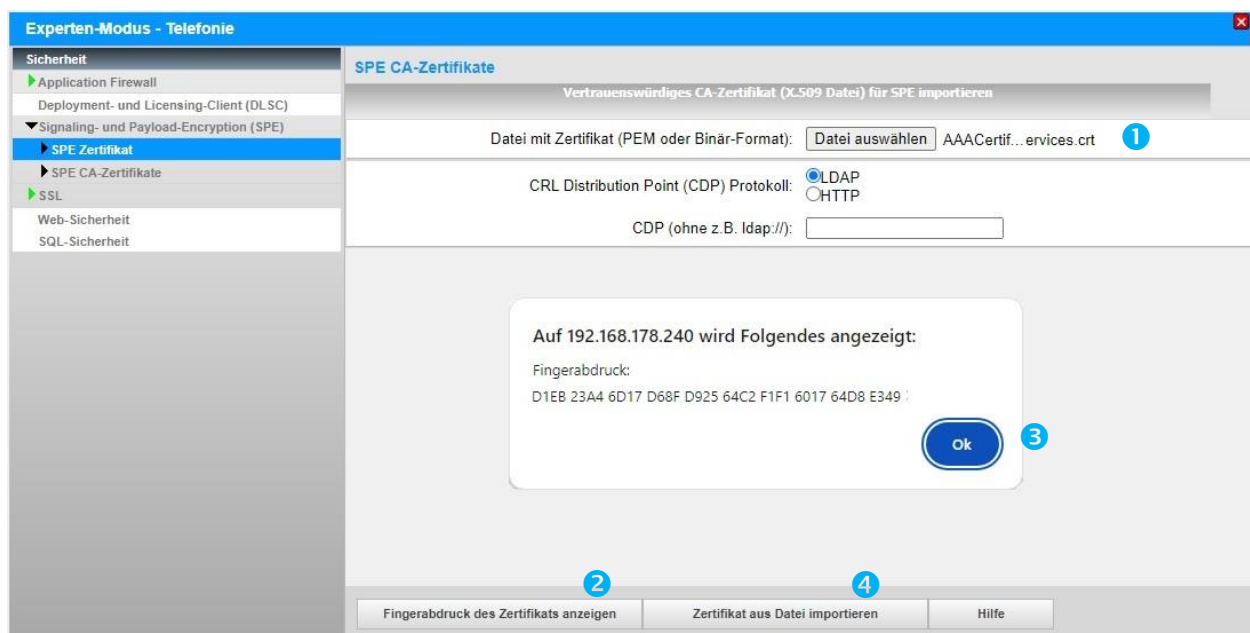 Experten-Modus - Telefonie
Sicherheit
Application Firewall
Deployment- und Licensing-Client (DLSC)
Signaling- und Payload-Encryption (SPE)
SPE Zertifikat
SPE CA-Zertifikate
SSL
Web-Sicherheit
SQL-Sicherheit
SPE CA-Zertifikate
Vertrauenswürdiges CA-Zertifikat (X.509 Datei) für SPE importieren
Datei mit Zertifikat (PEM oder Binär-Format): Datei auswählen AAACertif...ervices.crt 1
CRL Distribution Point (CDP) Protokoll: LDAP
HTTP
CDP (ohne z.B. ldap://):
Auf 192.168.178.240 wird Folgendes angezeigt:
Fingerabdruck:
D1EB 23A4 6D17 D68F D925 64C2 F1F1 6017 64D8 E349
Ok 3
2 4
Fingerabdruck des Zertifikats anzeigen Zertifikat aus Datei importieren Hilfe